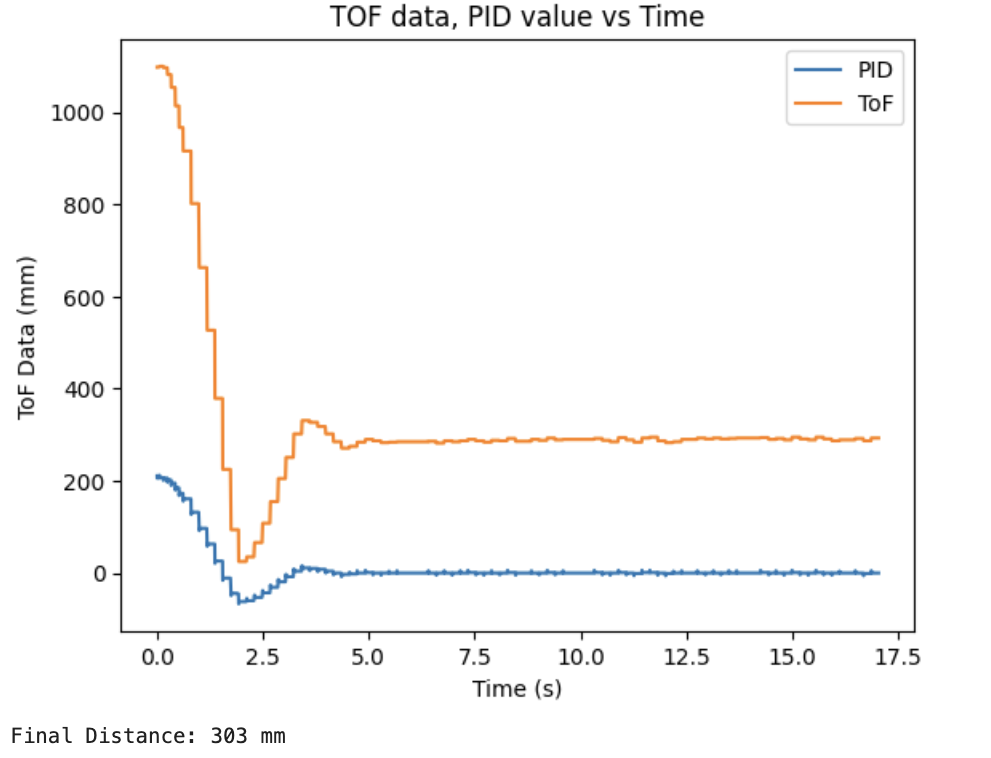 TOF data, PID value vs Time
PID
ToF
1000
800
600
400
200
0
ToF Data (mm)
0.0 2.5 5.0 7.5 10.0 12.5 15.0 17.5
Time (s)
Final Distance: 303 mm